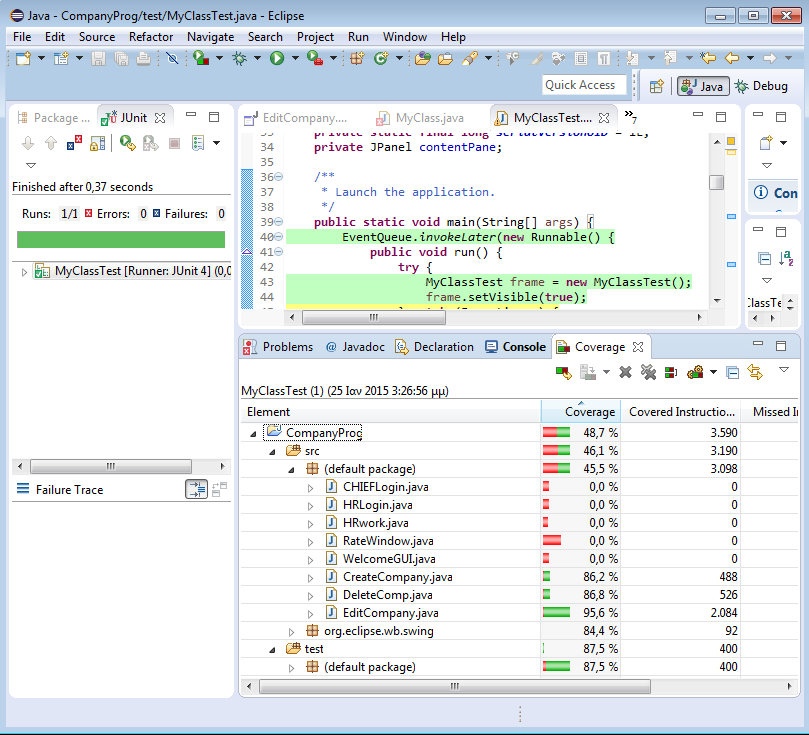 Java - CompanyProg/test/MyClassTest.java - Eclipse
File Edit Source Refactor Navigate Search Project Run Window Help
Quick Access Java Debug
Package ... JUnit
Finished after 0,37 seconds
Runs: 1/1 Errors: 0 Failures: 0
MyClassTest [Runner: JUnit 4] (0,0
Failure Trace
EditCompany.... MyClass.java MyClassTest.... »7
34 private JPanel contentPane;
35
36 /**
37 * Launch the application.
38 */
39 public static void main(String[] args) {
40 EventQueue.invokeLater(new Runnable() {
41 public void run() {
42 try {
43 MyClassTest frame = new MyClassTest();
44 frame.setVisible(true);
Con
lassTe
Problems @ Javadoc Declaration Console Coverage
MyClassTest (1) (25 Ιαν 2015 3:26:56 μμ)
Element Coverage Covered Instructio... Missed In
CompanyProg 48,7 % 3.590
src 46,1 % 3.190
(default package) 45,5 % 3.098
CHIEFLogin.java 0,0 % 0
HRLogin.java 0,0 % 0
HRwork.java 0,0 % 0
RateWindow.java 0,0 % 0
WelcomeGUI.java 0,0 % 0
CreateCompany.java 86,2 % 488
DeleteComp.java 86,8 % 526
EditCompany.java 95,6 % 2.084
org.eclipse.wb.swing 84,4 % 92
test 87,5 % 400
(default package) 87,5 % 400